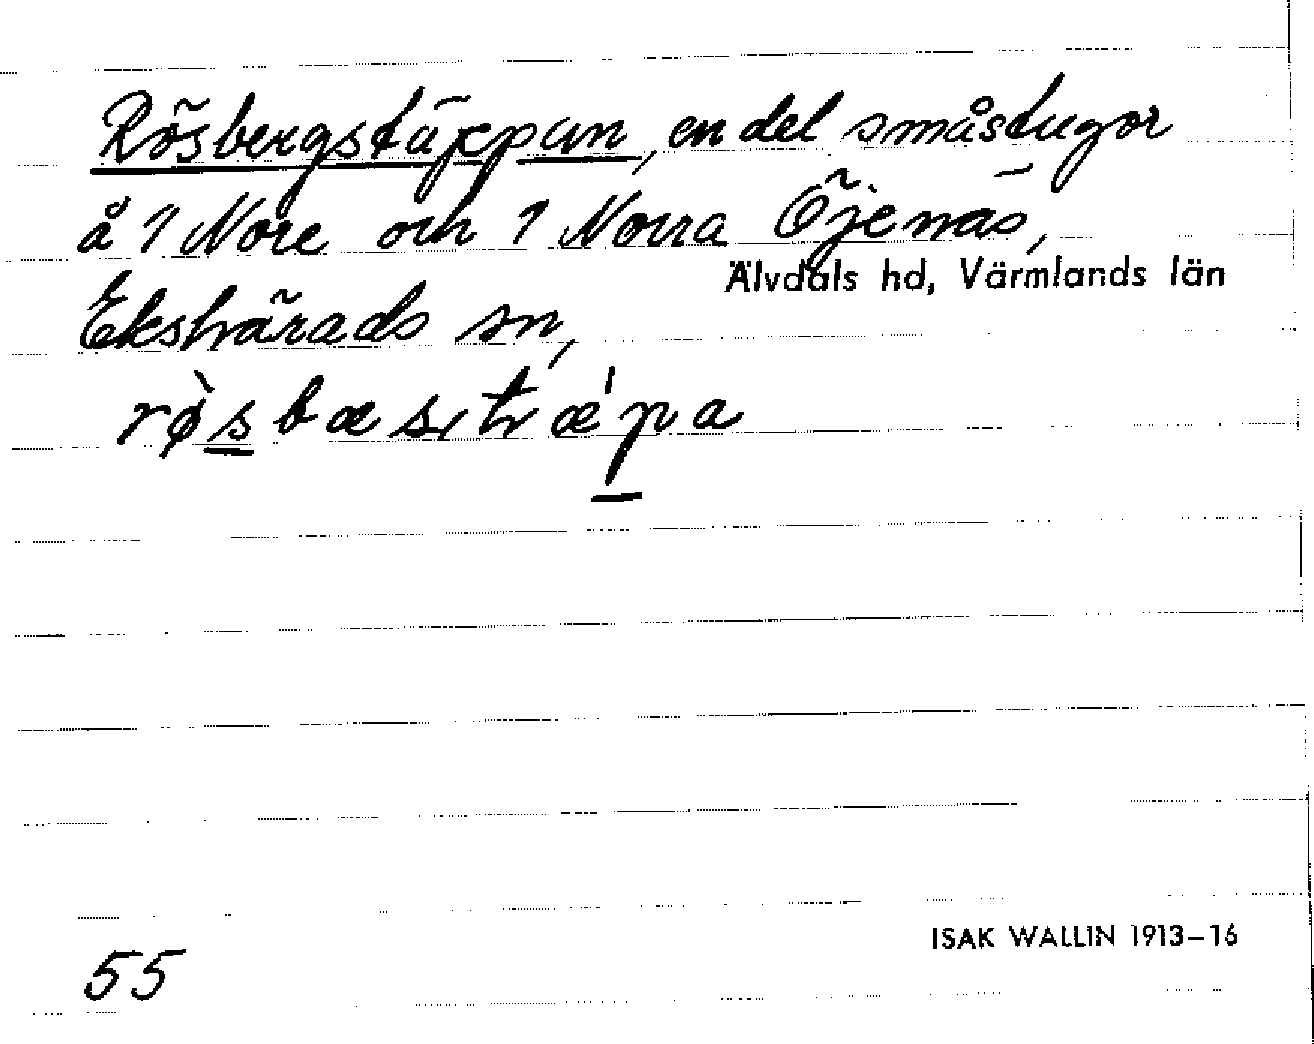 Rösbergstäppan, en del småstugor
å 1/1 Nore och 1 Norra Öjenäs,
Älvdals hd, Värmlands län
Ekshärads sn,
55
ISAK WALLIN 1913–16